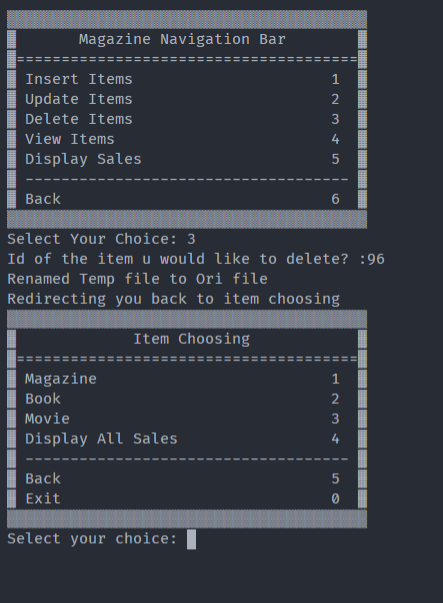 Magazine Navigation Bar
======================================
Insert Items 1
Update Items 2
Delete Items 3
View Items 4
Display Sales 5
------------------------------------
Back 6
Select Your Choice: 3
Id of the item u would like to delete? :96
Renamed Temp file to Ori file
Redirecting you back to item choosing
Item Choosing
======================================
Magazine 1
Book 2
Movie 3
Display All Sales 4
------------------------------------
Back 5
Exit 0
Select your choice: